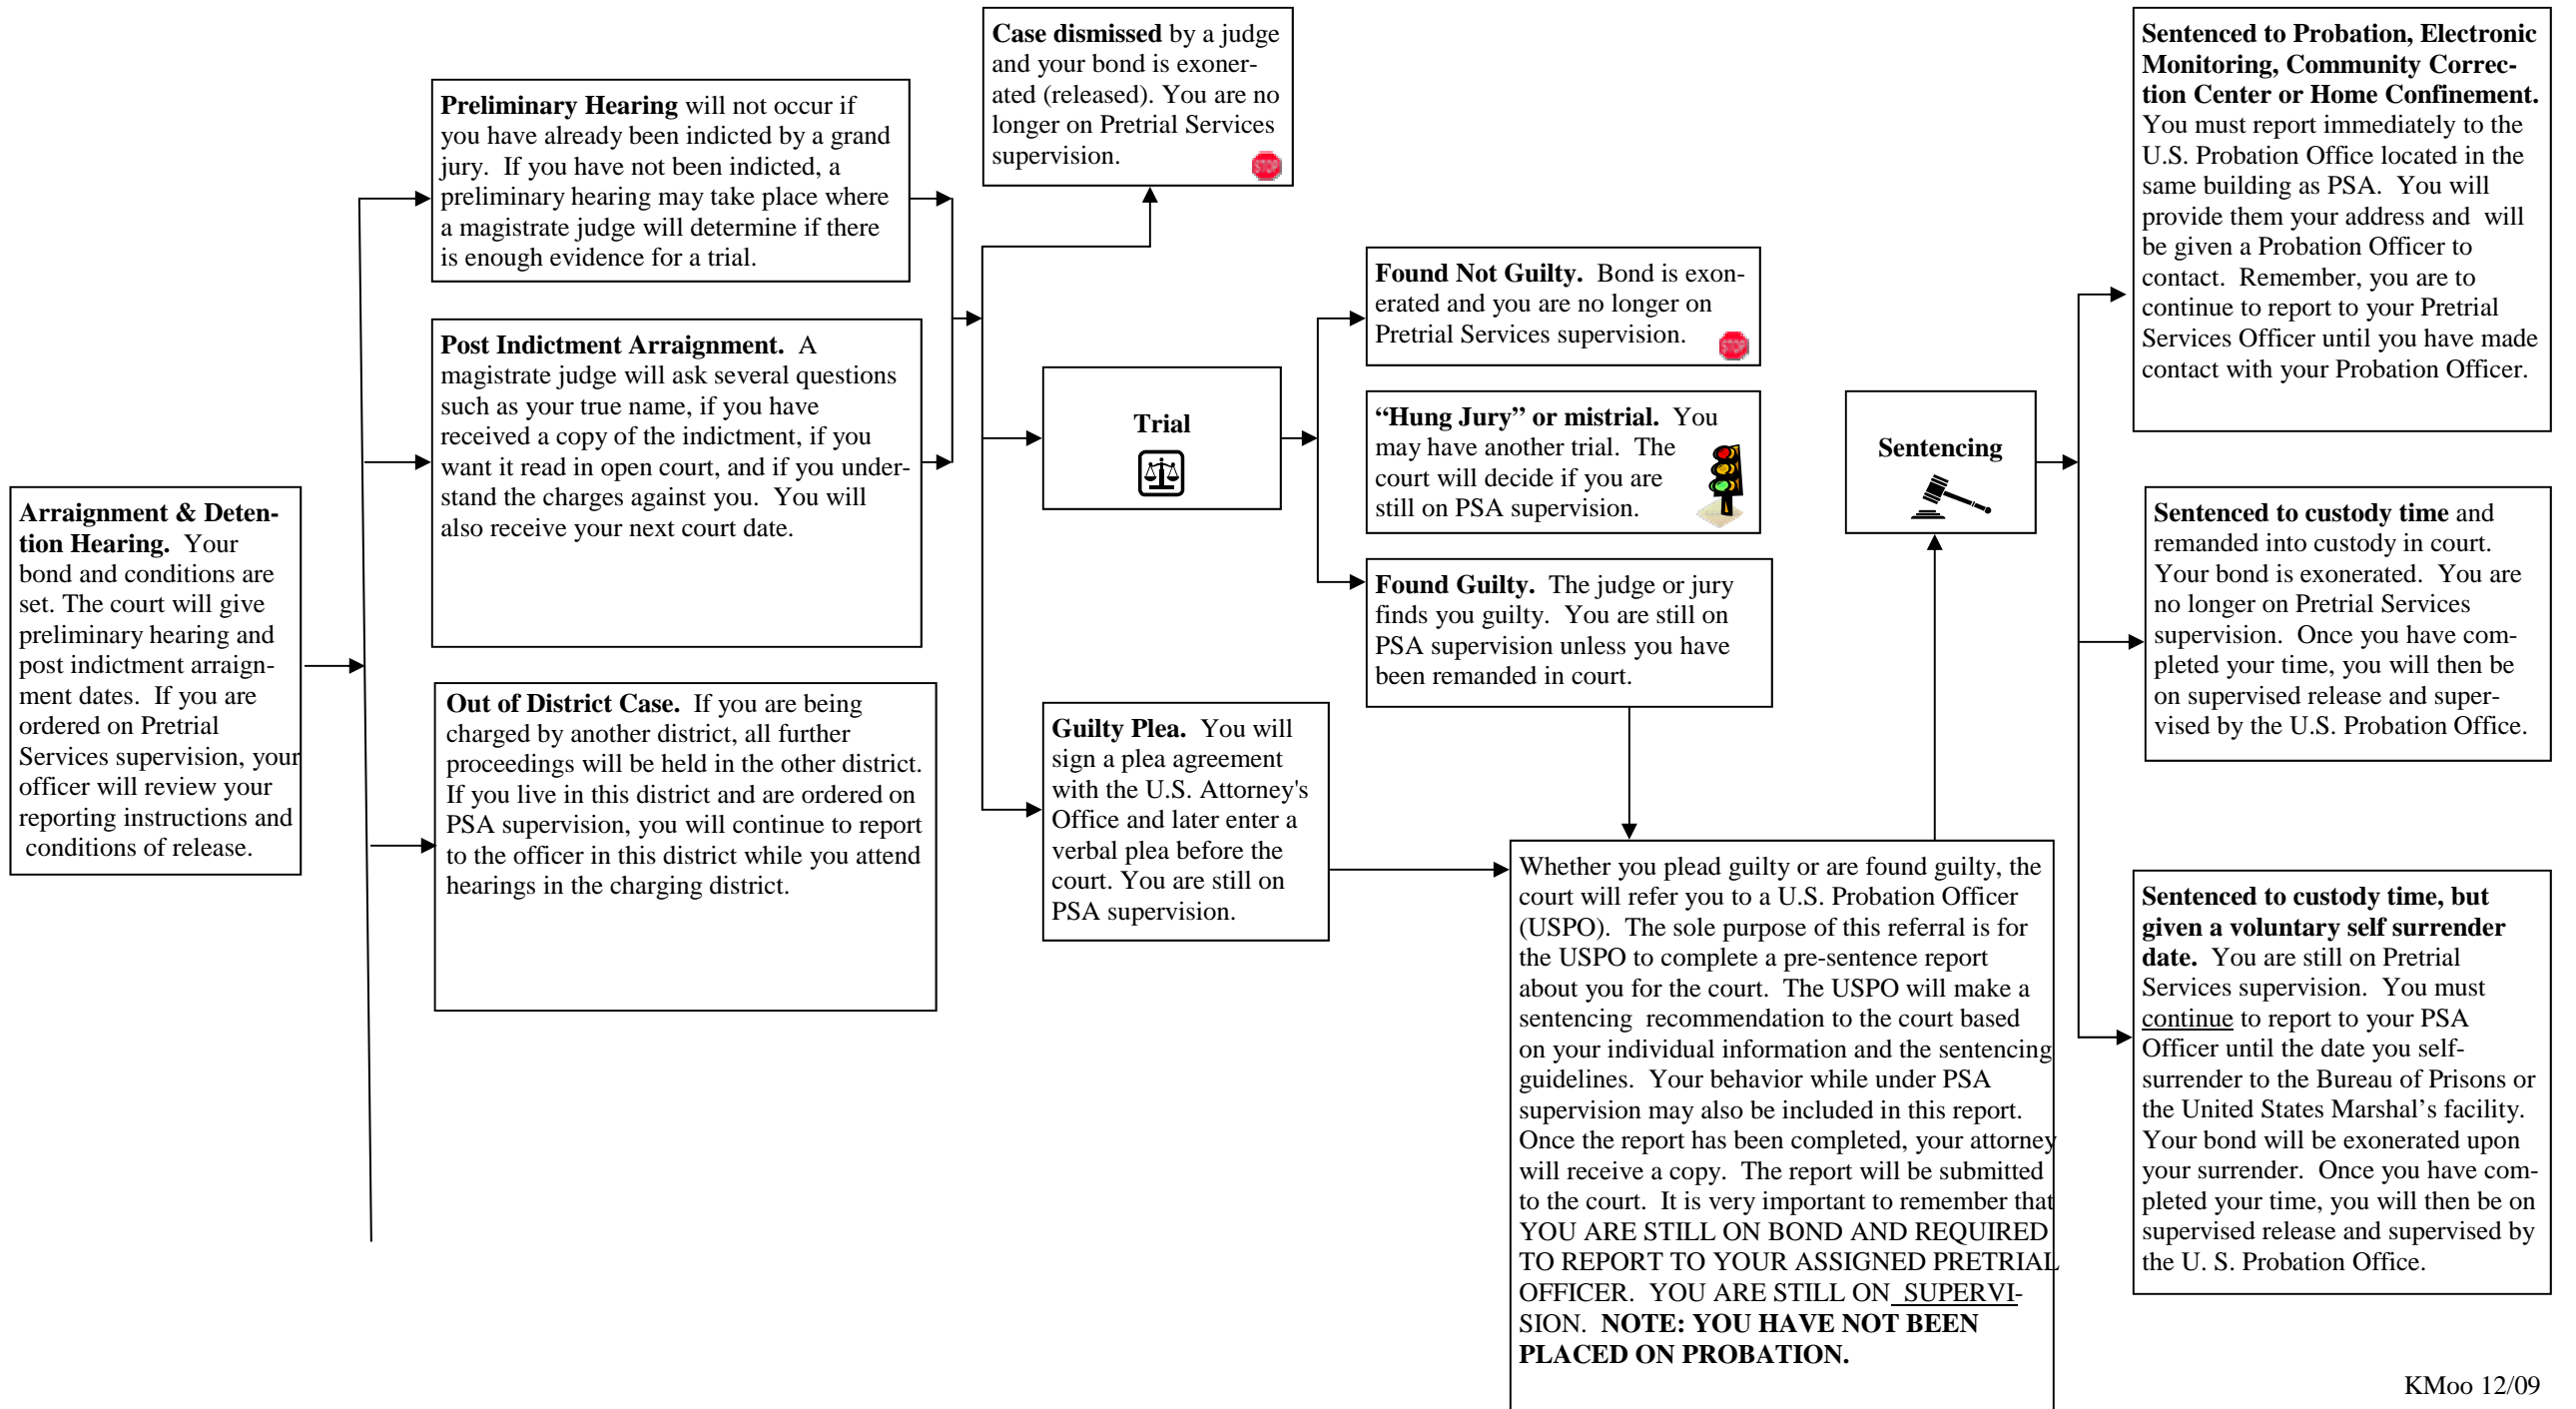 Arraignment & Deten-
tion Hearing.  Your
bond and conditions are
set. The court will give
preliminary hearing and
post indictment arraign-
ment dates.  If you are
ordered on Pretrial
Services supervision, your
officer will review your
reporting instructions and
conditions of release.
Preliminary Hearing will not occur if
you have already been indicted by a grand
jury.  If you have not been indicted, a
preliminary hearing may take place where
a magistrate judge will determine if there
is enough evidence for a trial.
Post Indictment Arraignment.  A
magistrate judge will ask several questions
such as your true name, if you have
received a copy of the indictment, if you
want it read in open court, and if you under-
stand the charges against you.  You will
also receive your next court date.
Out of District Case.  If you are being
charged by another district, all further
proceedings will be held in the other district.
If you live in this district and are ordered on
PSA supervision, you will continue to report
to the officer in this district while you attend
hearings in the charging district.
Case dismissed by a judge
and your bond is exoner-
ated (released). You are no
longer on Pretrial Services
supervision.
STOP
Trial
Guilty Plea.  You will
sign a plea agreement
with the U.S. Attorney's
Office and later enter a
verbal plea before the
court. You are still on
PSA supervision.
Found Not Guilty.  Bond is exon-
erated and you are no longer on
Pretrial Services supervision.
STOP
“Hung Jury” or mistrial.  You
may have another trial.  The
court will decide if you are
still on PSA supervision.
Found Guilty.  The judge or jury
finds you guilty.  You are still on
PSA supervision unless you have
been remanded in court.
Whether you plead guilty or are found guilty, the
court will refer you to a U.S. Probation Officer
(USPO).  The sole purpose of this referral is for
the USPO to complete a pre-sentence report
about you for the court.  The USPO will make a
sentencing  recommendation to the court based
on your individual information and the sentencing
guidelines.  Your behavior while under PSA
supervision may also be included in this report.
Once the report has been completed, your attorney
will receive a copy.  The report will be submitted
to the court.  It is very important to remember that
YOU ARE STILL ON BOND AND REQUIRED
TO REPORT TO YOUR ASSIGNED PRETRIAL
OFFICER.  YOU ARE STILL ON SUPERVI-
SION.  NOTE: YOU HAVE NOT BEEN
PLACED ON PROBATION.
Sentencing
Sentenced to Probation, Electronic
Monitoring, Community Correc-
tion Center or Home Confinement.
You must report immediately to the
U.S. Probation Office located in the
same building as PSA.  You will
provide them your address and  will
be given a Probation Officer to
contact.  Remember, you are to
continue to report to your Pretrial
Services Officer until you have made
contact with your Probation Officer.
Sentenced to custody time and
remanded into custody in court.
Your bond is exonerated.  You are
no longer on Pretrial Services
supervision.  Once you have com-
pleted your time, you will then be
on supervised release and super-
vised by the U.S. Probation Office.
Sentenced to custody time, but
given a voluntary self surrender
date.  You are still on Pretrial
Services supervision.  You must
continue to report to your PSA
Officer until the date you self-
surrender to the Bureau of Prisons or
the United States Marshal’s facility.
Your bond will be exonerated upon
your surrender.  Once you have com-
pleted your time, you will then be on
supervised release and supervised by
the U. S. Probation Office.
KMoo 12/09